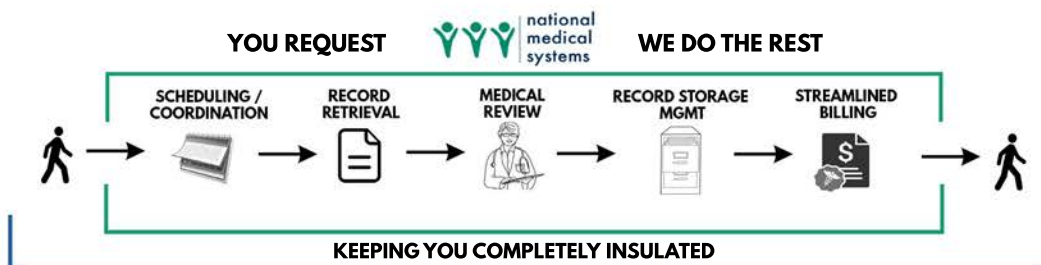 YOU REQUEST
national
medical
systems
WE DO THE REST
SCHEDULING /
COORDINATION
RECORD
RETRIEVAL
MEDICAL
REVIEW
RECORD STORAGE
MGMT
STREAMLINED
BILLING
$
KEEPING YOU COMPLETELY INSULATED